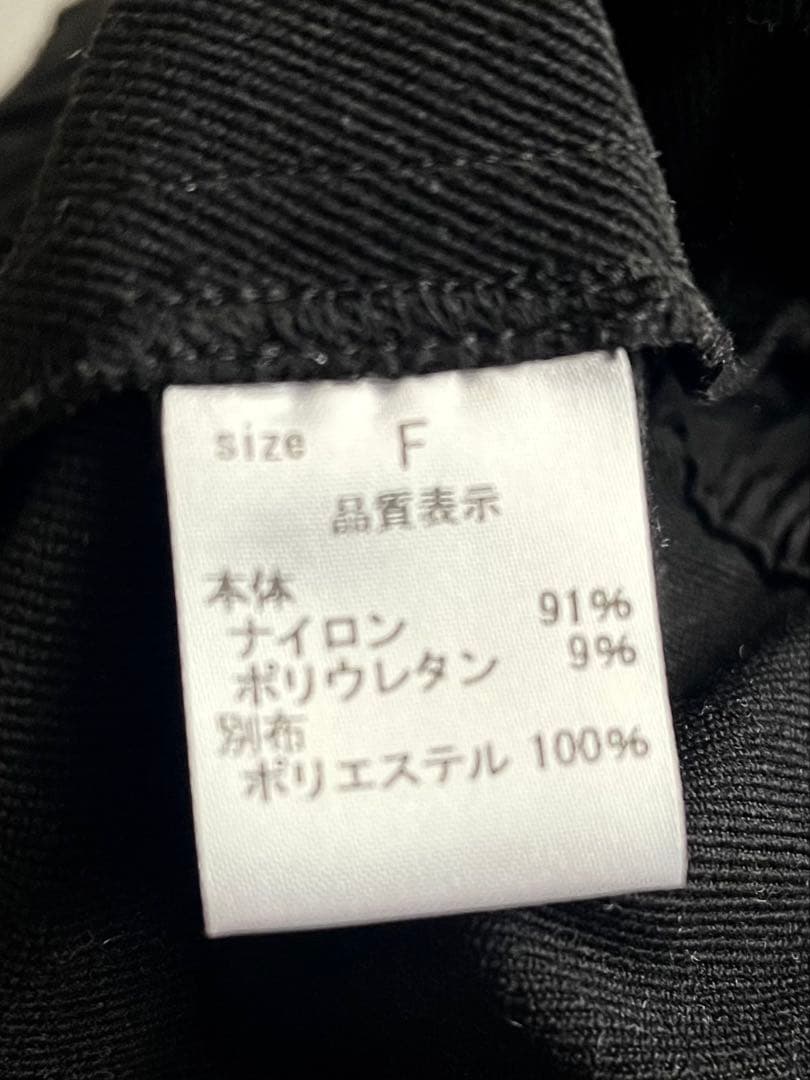 size F
品質表示
本体
ナイロン 91%
ポリウレタン 9%
別布
ポリエステル 100%